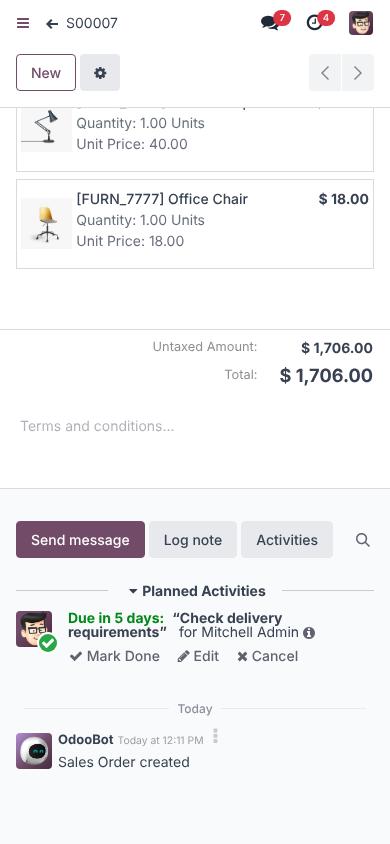 S00007
7
4
New
Quantity: 1.00 Units
Unit Price: 40.00
[FURN_7777] Office Chair $ 18.00
Quantity: 1.00 Units
Unit Price: 18.00
Untaxed Amount: $ 1,706.00
Total: $ 1,706.00
Terms and conditions...
Send message Log note Activities
Planned Activities
Due in 5 days: “Check delivery
requirements” for Mitchell Admin
Mark Done Edit Cancel
Today
OdooBot Today at 12:11 PM
Sales Order created